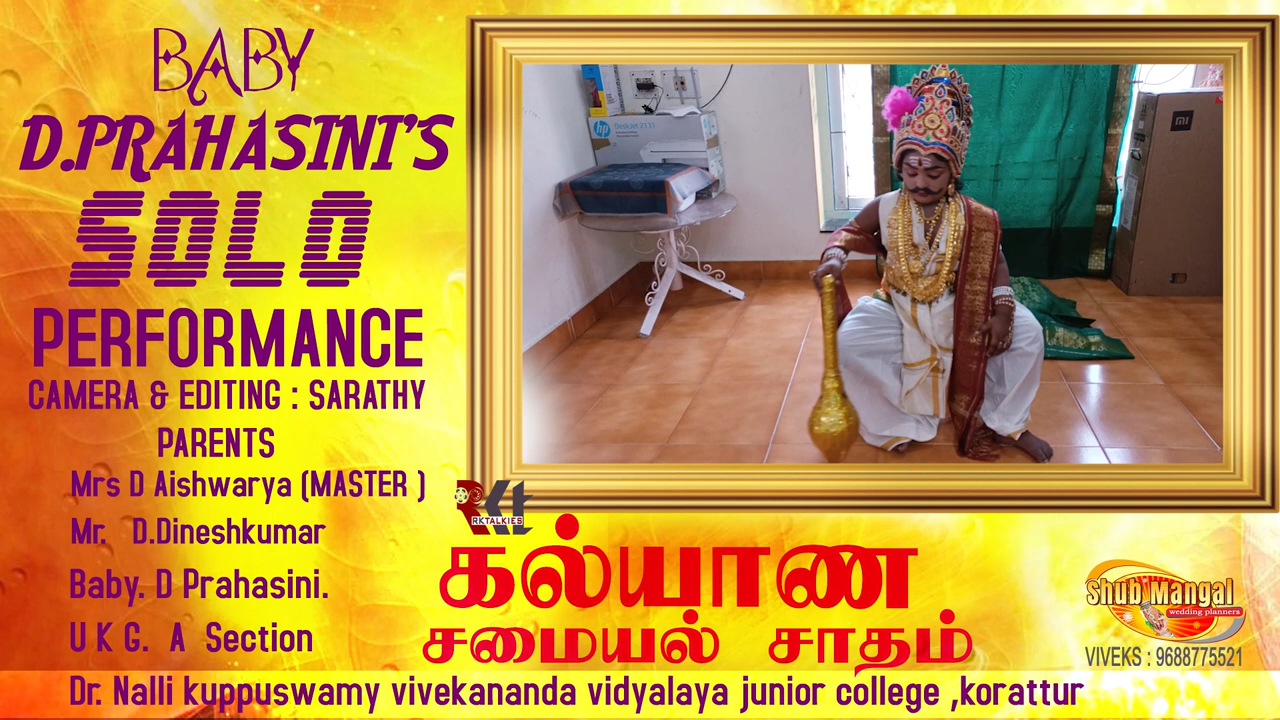 BABY
D.PRAHASINI'S
SOLO
PERFORMANCE
CAMERA & EDITING : SARATHY
PARENTS
Mrs D Aishwarya (MASTER )
Mr. D.Dineshkumar
Baby. D Prahasini.
U K G. A Section
Dr. Nalli kuppuswamy vivekananda vidyalaya junior college ,korattur
RKt
RKTALKIES
கல்யாண
சமையல் சாதம்
Shub Mangal
wedding planners
VIVEKS : 9688775521
hp DeskJet 2131
MI